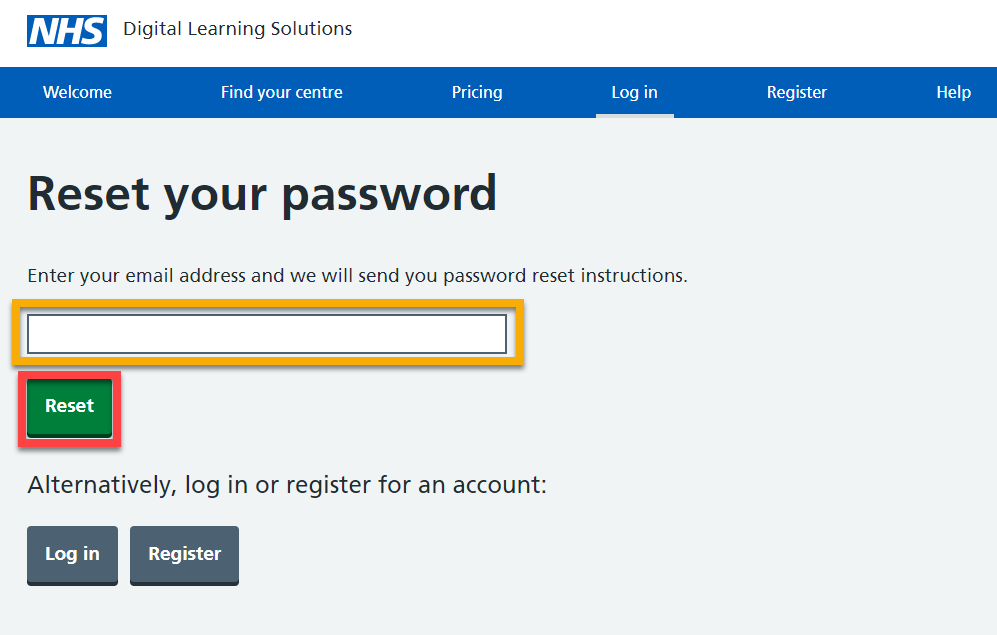 NHS Digital Learning Solutions
Welcome Find your centre Pricing Log in Register Help
Reset your password
Enter your email address and we will send you password reset instructions.
Reset
Alternatively, log in or register for an account:
Log in Register